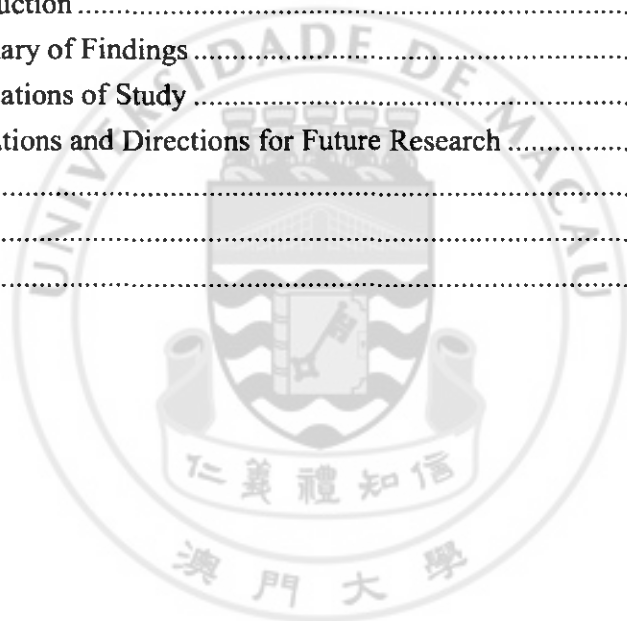 uction ..........................................................................
ary of Findings ..........................................................
ations of Study ..........................................................
tions and Directions for Future Research ..............
..........................................................................
..........................................................................
..........................................................................
UNIVERSIDADE DE MACAU
仁義禮知信
澳門大學